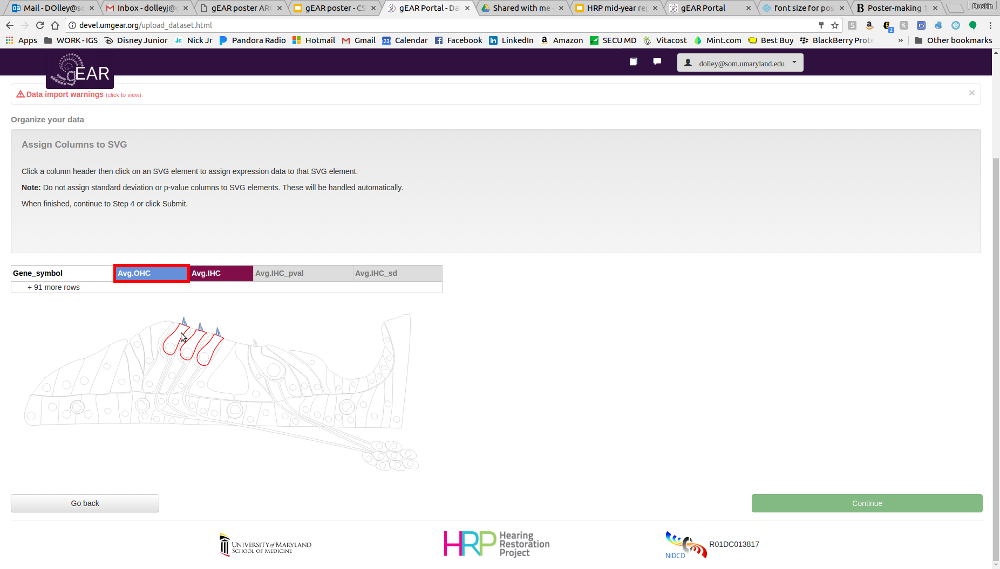 Mail - DOlley@so
Inbox - dolleyj@g
gEAR poster ARO
gEAR poster - CS
gEAR Portal - Da
Shared with me -
HRP mid-year rep
gEAR Portal
font size for pos
Poster-making 1
Dustin
devel.umgear.org/upload_dataset.html
Apps
WORK - IGS
Disney Junior
Nick Jr
Pandora Radio
Hotmail
Gmail
Calendar
Facebook
LinkedIn
Amazon
SECU MD
Vitacost
Mint.com
Best Buy
BlackBerry Prote
»
Other bookmarks
gEAR
dolley@som.umaryland.edu
Data import warnings (click to view)
Organize your data
Assign Columns to SVG
Click a column header then click on an SVG element to assign expression data to that SVG element.
Note: Do not assign standard deviation or p-value columns to SVG elements. These will be handled automatically.
When finished, continue to Step 4 or click Submit.
Gene_symbol Avg.OHC Avg.IHC Avg.IHC_pval Avg.IHC_sd
+ 91 more rows
Go back
Continue
UNIVERSITY of MARYLAND
SCHOOL OF MEDICINE
HRP
Hearing
Restoration
Project
NIDCD
R01DC013817